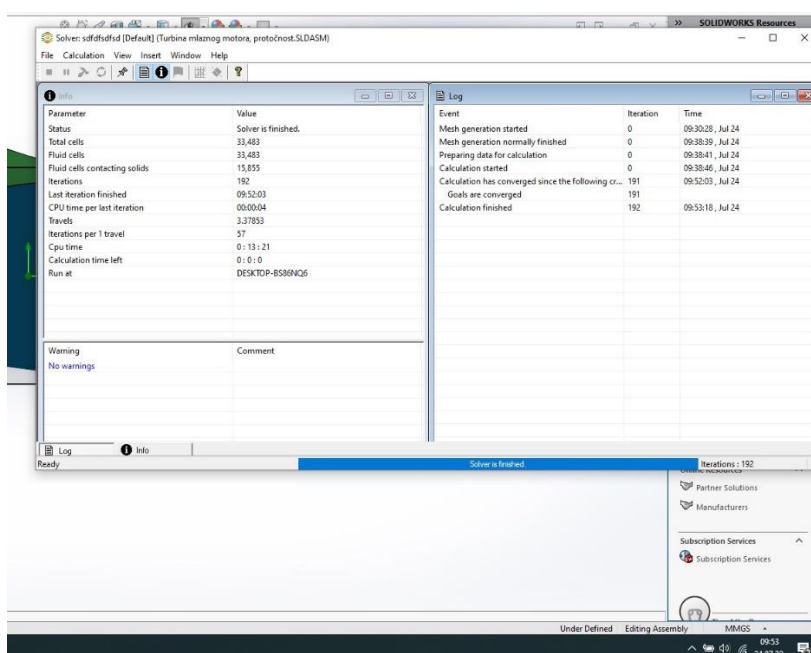 » SOLIDWORKS Resources
Solver: sdfdfsdfsd [Default] (Turbina mlaznog motora, protočnost.SLDASM)
File Calculation View Insert Window Help
Info
Parameter Value
Status Solver is finished.
Total cells 33,483
Fluid cells 33,483
Fluid cells contacting solids 15,855
Iterations 192
Last iteration finished 09:52:03
CPU time per last iteration 00:00:04
Travels 3.37853
Iterations per 1 travel 57
Cpu time 0 : 13 : 21
Calculation time left 0 : 0 : 0
Run at DESKTOP-BS86NQ6
Warning Comment
No warnings
Log
Event Iteration Time
Mesh generation started 0 09:30:28 , Jul 24
Mesh generation normally finished 0 09:38:39 , Jul 24
Preparing data for calculation 0 09:38:41 , Jul 24
Calculation started 0 09:38:46 , Jul 24
Calculation has converged since the following cr... 191 09:52:03 , Jul 24
Goals are converged 191
Calculation finished 192 09:53:18 , Jul 24
Log Info
Ready Solver is finished. Iterations : 192
Partner Solutions
Manufacturers
Subscription Services
Subscription Services
Under Defined Editing Assembly MMGS
09:53